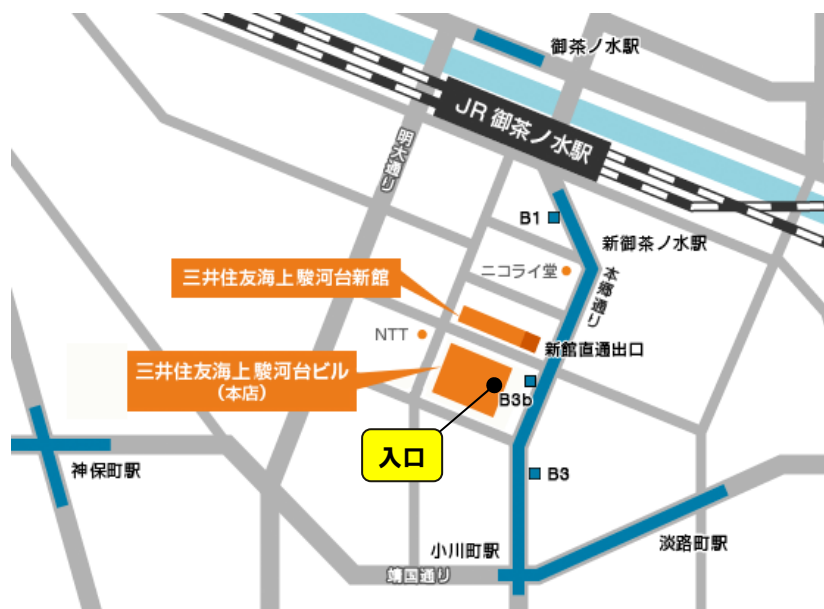 御茶ノ水駅
JR 御茶ノ水駅
明大通り
B1
新御茶ノ水駅
ニコライ堂
本郷通り
三井住友海上駿河台新館
NTT
新館直通出口
三井住友海上駿河台ビル
（本店）
B3b
入口
神保町駅
B3
小川町駅
淡路町駅
靖国通り